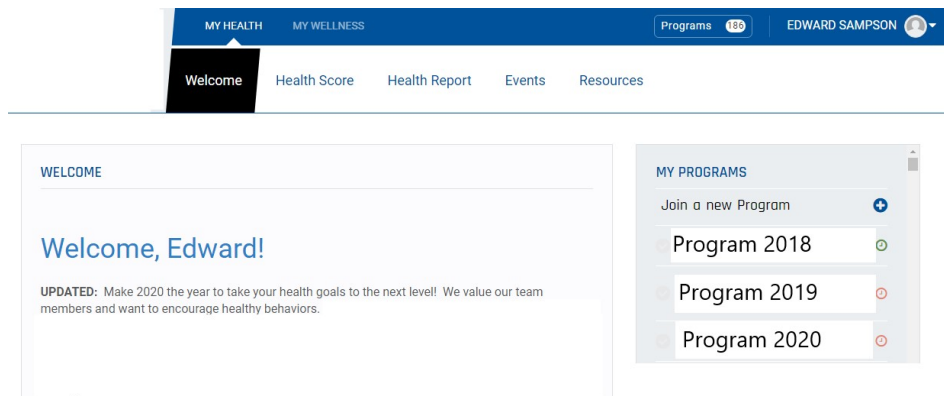 MY HEALTH MY WELLNESS Programs 186 EDWARD SAMPSON
Welcome Health Score Health Report Events Resources
WELCOME
Welcome, Edward!
UPDATED: Make 2020 the year to take your health goals to the next level! We value our team
members and want to encourage healthy behaviors.
MY PROGRAMS
Join a new Program
Program 2018
Program 2019
Program 2020